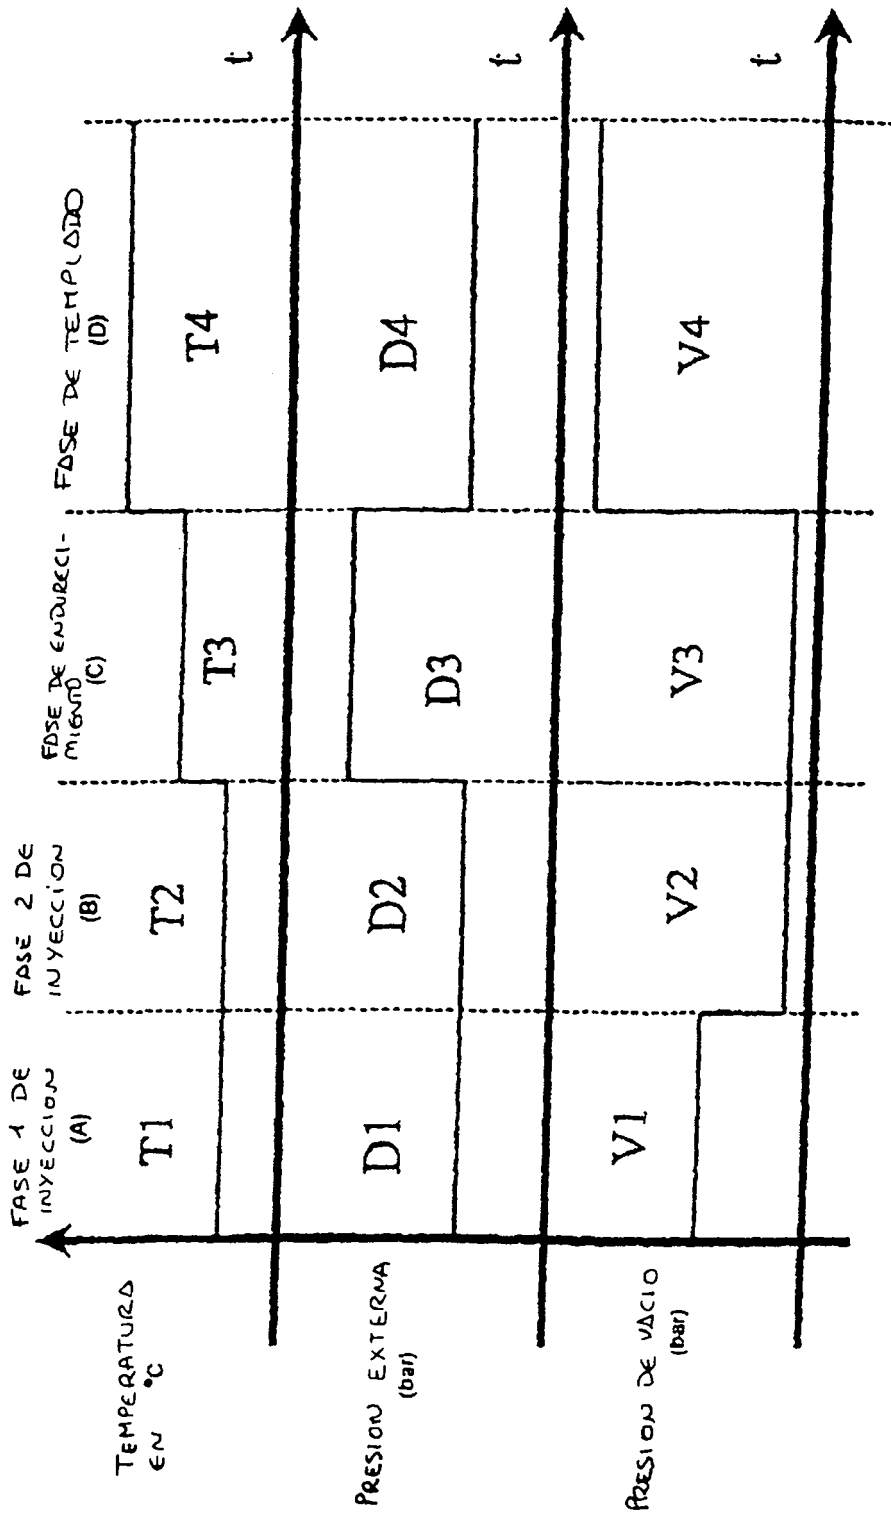 FASE 1 DE
INYECCION
(A)
FASE 2 DE
INYECCION
(B)
FASE DE ENDURECI-
MIENTO
(C)
FASE DE TEMPLADO
(D)
TEMPERATURA
EN °C
T1
T2
T3
T4
t
PRESION EXTERNA
(bar)
D1
D2
D3
D4
t
PRESION DE VACIO
(bar)
V1
V2
V3
V4
t